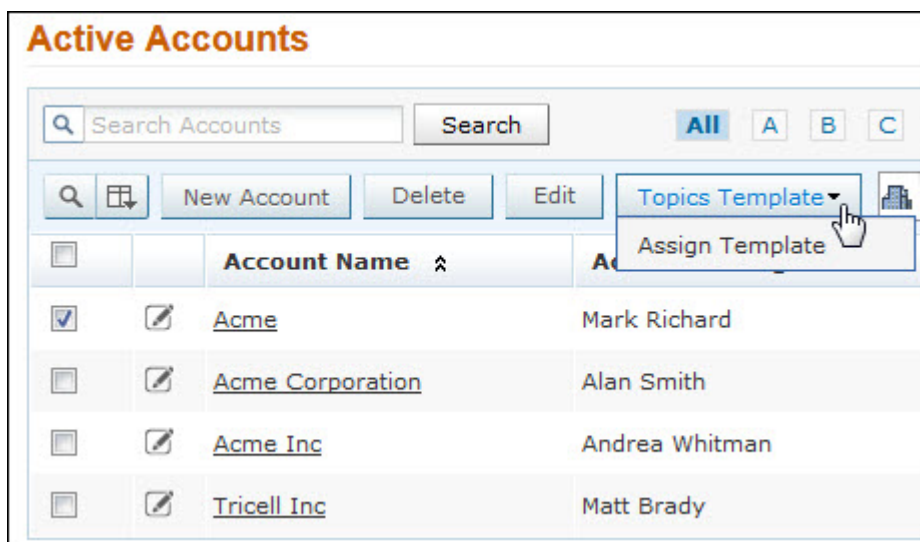 Active Accounts
Search Accounts Search All A B C
New Account Delete Edit Topics Template
Assign Template
Account Name
Acme Mark Richard
Acme Corporation Alan Smith
Acme Inc Andrea Whitman
Tricell Inc Matt Brady